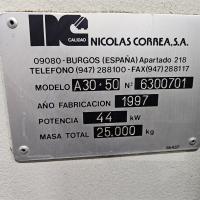 CALIDAD
NICOLAS CORREA, S.A.
09080-BURGOS (ESPAÑA) Apartado 218
TELEFONO (947) 288100-FAX (947) 288117
MODELO A30·50 Nº 6300701
AÑO FABRICACION 1997
POTENCIA 44 kW
MASA TOTAL 25.000 kg